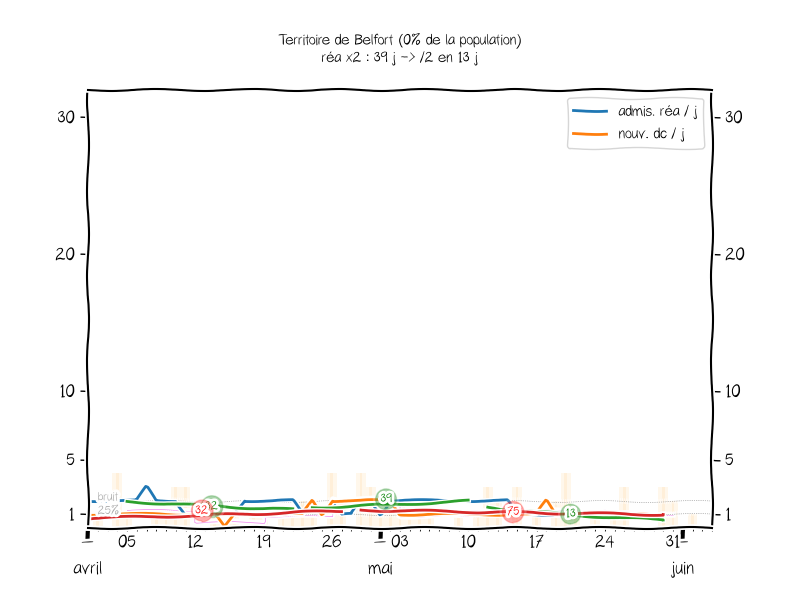 Territoire de Belfort (0% de la population)
réa x2 : 39 j -> /2 en 13 j
admis. réa / j
nouv. dc / j
30
30
20
20
10
10
5
5
bruit
25%
1
1
32
39
75
13
05 12 19 26 03 10 17 24 31
avril mai juin